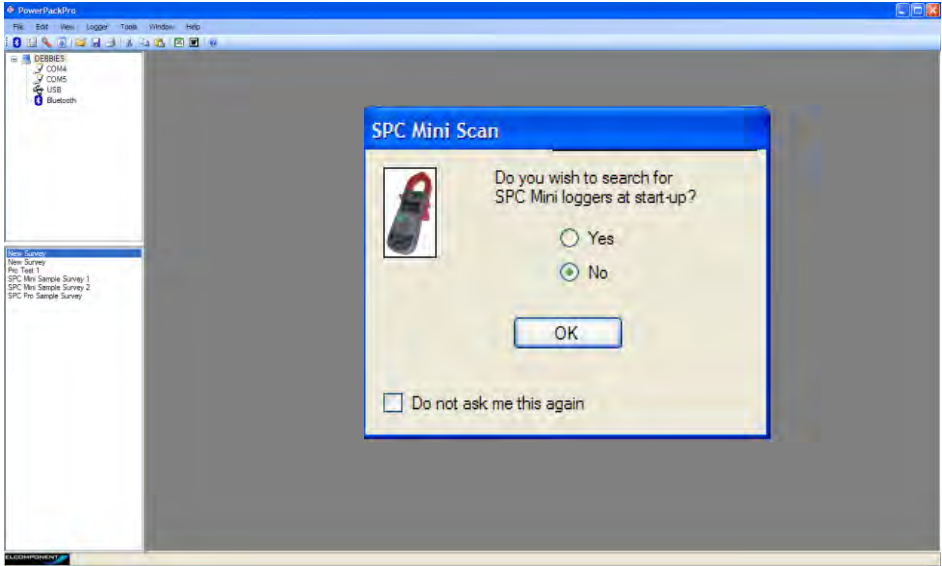 PowerPackPro
File Edit View Logger Tools Window Help
DEBBIES
COM4
COM5
USB
Bluetooth
SPC Mini Scan
Do you wish to search for
SPC Mini loggers at start-up?
Yes
No
OK
Do not ask me this again
New Survey
New Survey
Pro Test 1
SPC Mini Sample Survey 1
SPC Mini Sample Survey 2
SPC Pro Sample Survey
ELCOMPONENT